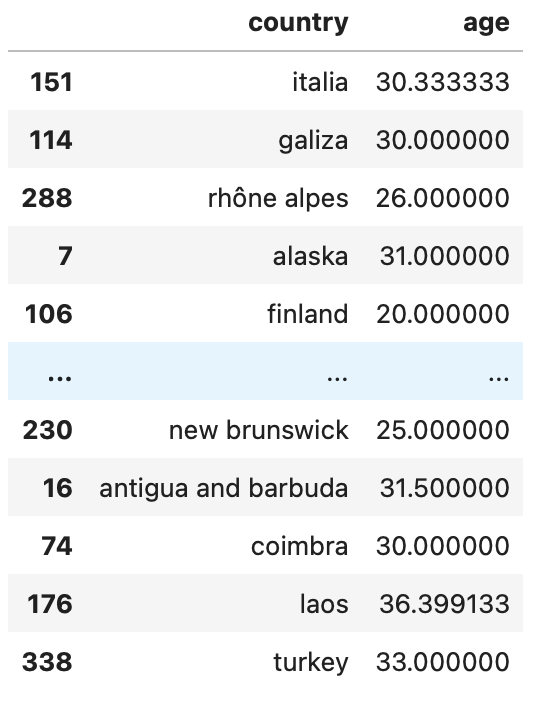 country age
151 italia 30.333333
114 galiza 30.000000
288 rhône alpes 26.000000
7 alaska 31.000000
106 finland 20.000000
... ... ...
230 new brunswick 25.000000
16 antigua and barbuda 31.500000
74 coimbra 30.000000
176 laos 36.399133
338 turkey 33.000000